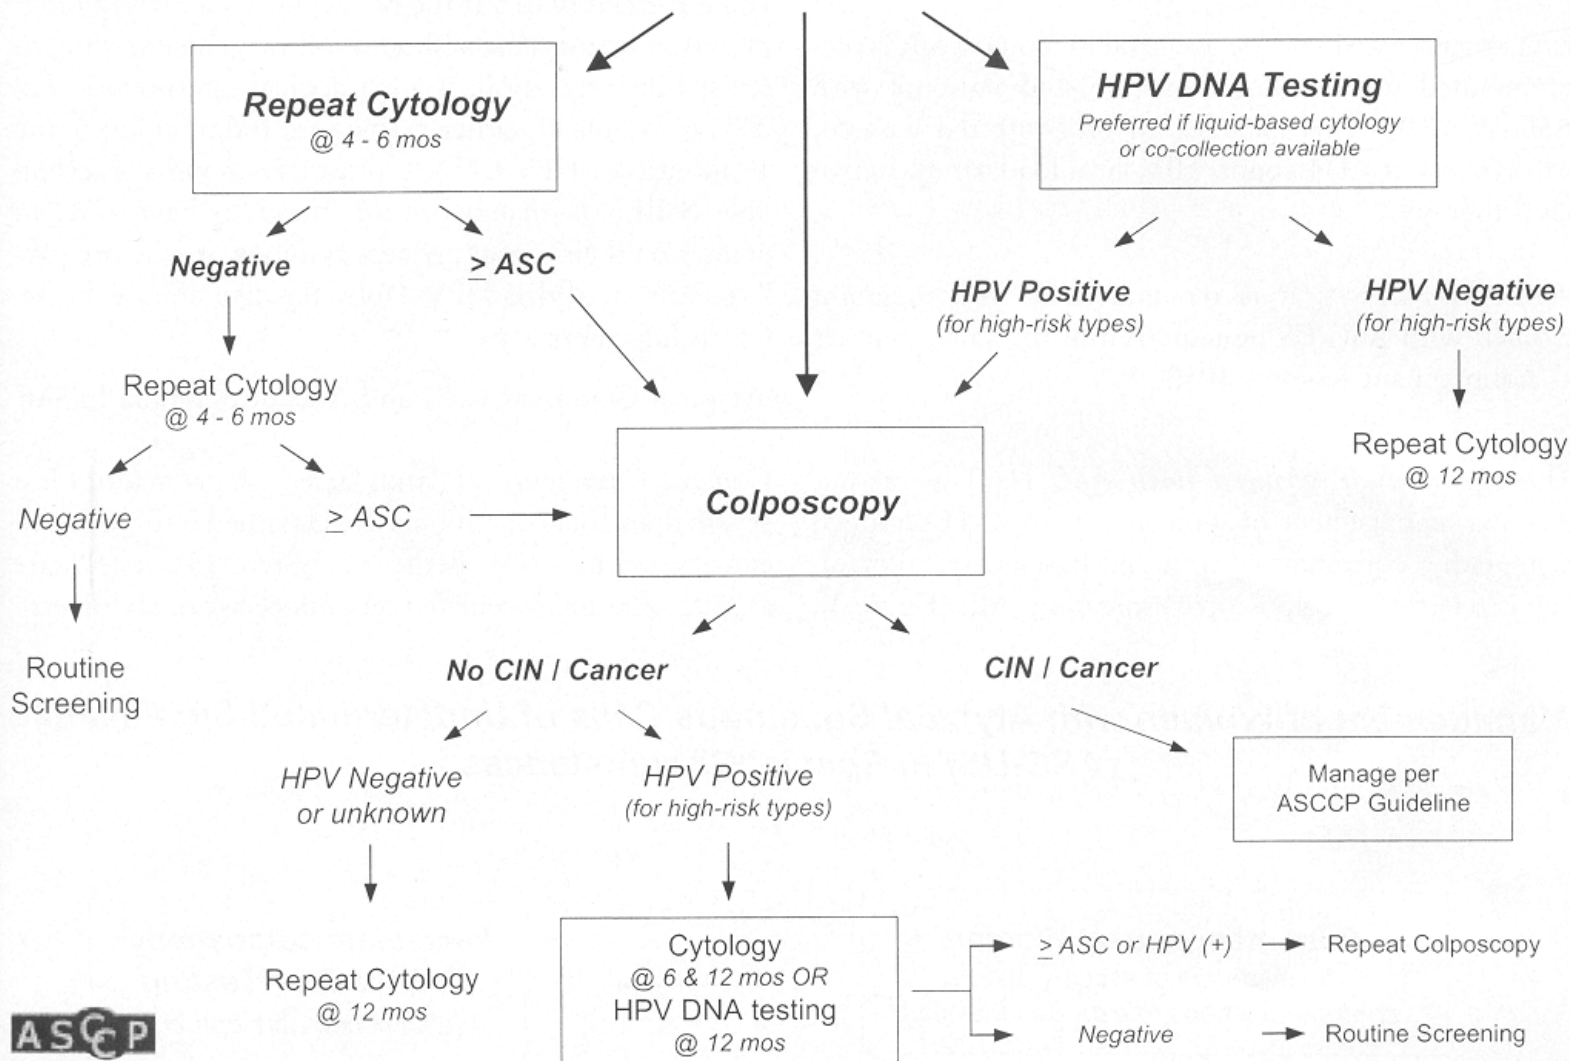 Repeat Cytology
@ 4 - 6 mos
HPV DNA Testing
Preferred if liquid-based cytology
or co-collection available
Negative
≥ ASC
HPV Positive
(for high-risk types)
HPV Negative
(for high-risk types)
Repeat Cytology
@ 4 - 6 mos
Repeat Cytology
@ 12 mos
Negative
≥ ASC
Colposcopy
Routine
Screening
No CIN / Cancer
CIN / Cancer
HPV Negative
or unknown
HPV Positive
(for high-risk types)
Manage per
ASCCP Guideline
Repeat Cytology
@ 12 mos
Cytology
@ 6 & 12 mos OR
HPV DNA testing
@ 12 mos
≥ ASC or HPV (+)
Repeat Colposcopy
Negative
Routine Screening
ASCCP